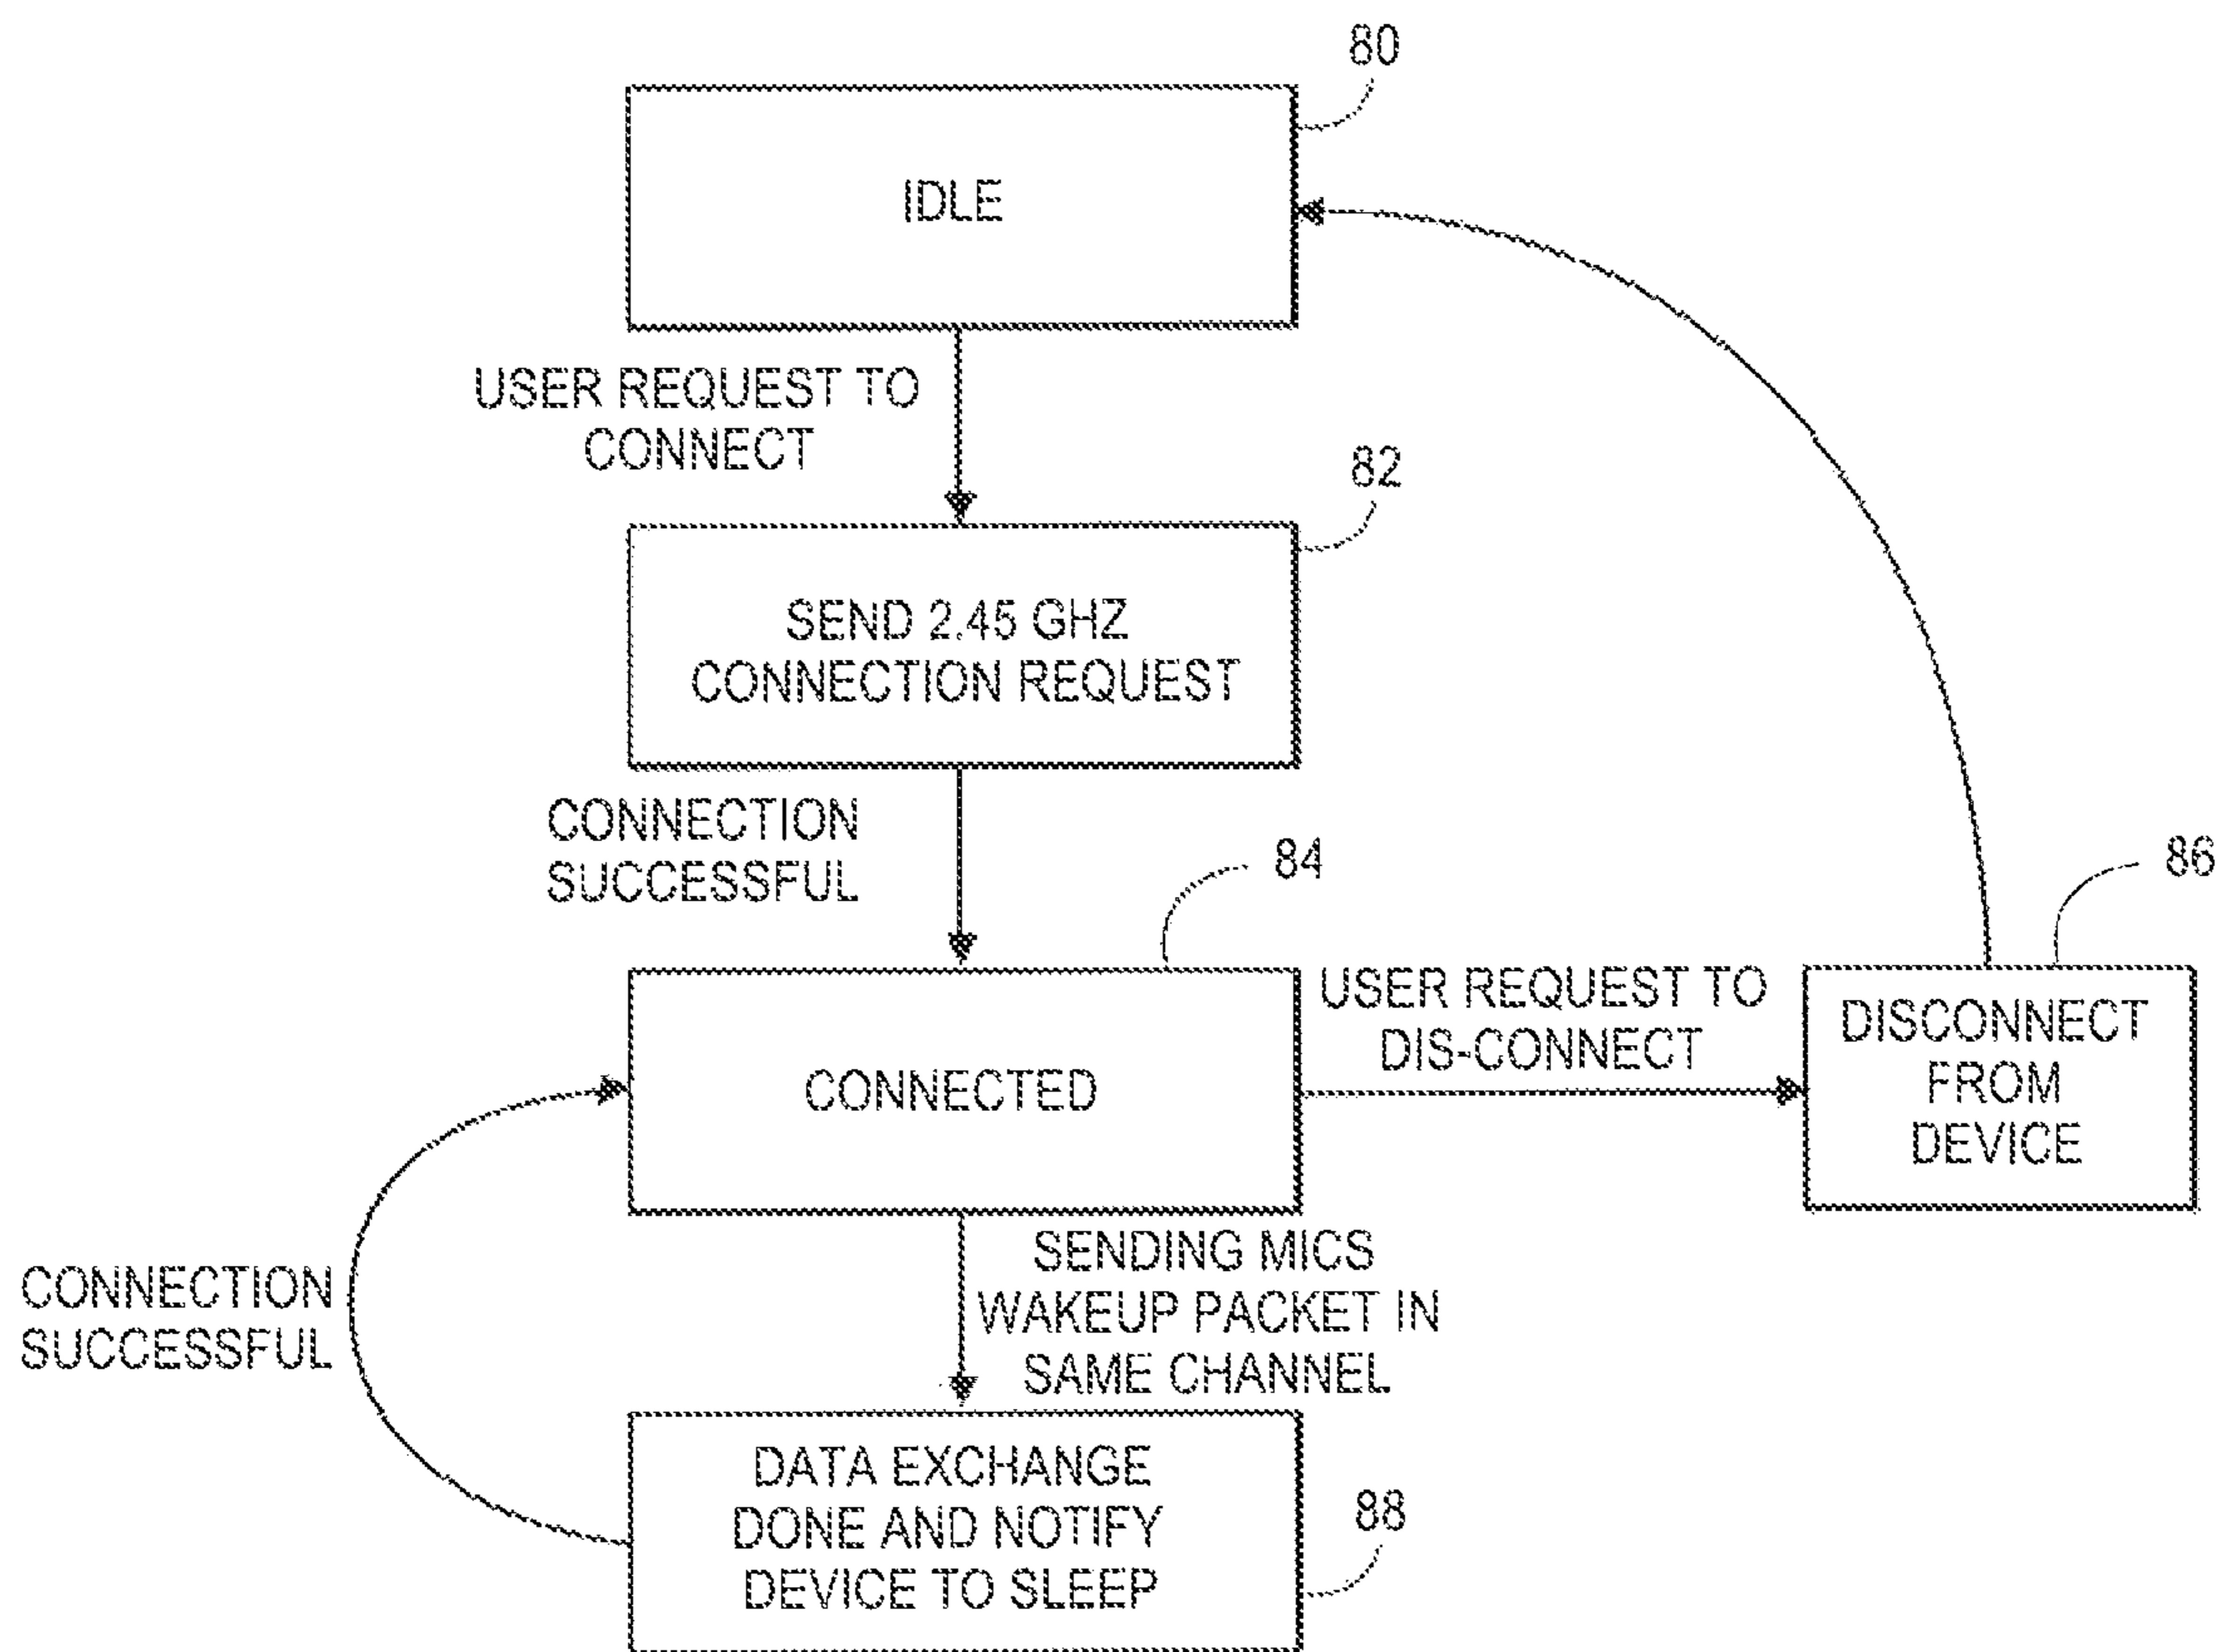 80
IDLE
USER REQUEST TO
CONNECT
82
SEND 2.45 GHZ
CONNECTION REQUEST
CONNECTION
SUCCESSFUL
84
86
CONNECTED
USER REQUEST TO
DIS-CONNECT
DISCONNECT
FROM
DEVICE
CONNECTION
SUCCESSFUL
SENDING MICS
WAKEUP PACKET IN
SAME CHANNEL
DATA EXCHANGE
DONE AND NOTIFY
DEVICE TO SLEEP
88